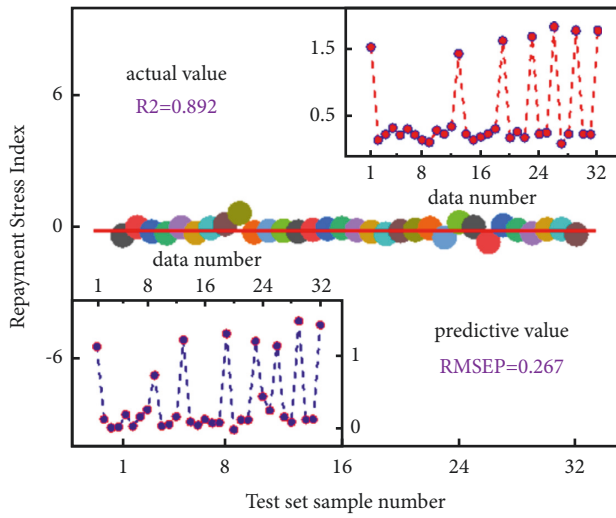 6
0
-6
Repayment Stress Index
actual value
R2=0.892
1.5
0.5
1 8 16 24 32
data number
data number
1 8 16 24 32
1
0
predictive value
RMSEP=0.267
1 8 16 24 32
Test set sample number